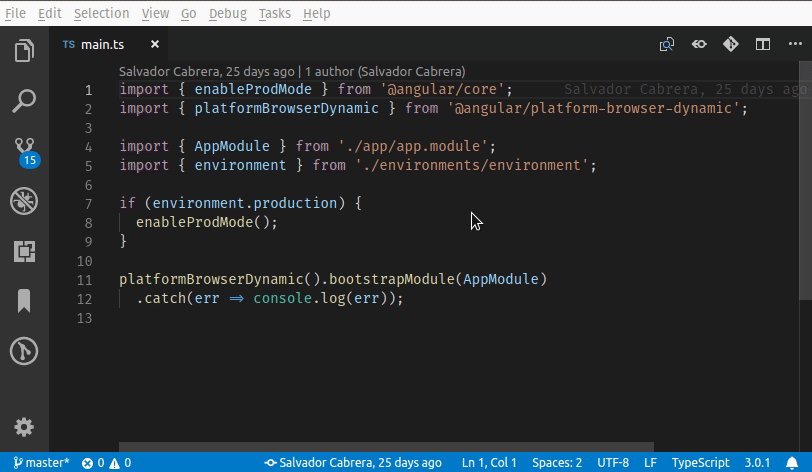 File Edit Selection View Go Debug Tasks Help
TS main.ts ×
Salvador Cabrera, 25 days ago | 1 author (Salvador Cabrera)
1 import { enableProdMode } from '@angular/core'; Salvador Cabrera, 25 days ago
2 import { platformBrowserDynamic } from '@angular/platform-browser-dynamic';
3
4 import { AppModule } from './app/app.module';
5 import { environment } from './environments/environment';
6
7 if (environment.production) {
8 enableProdMode();
9 }
10
11 platformBrowserDynamic().bootstrapModule(AppModule)
12 .catch(err ⇒ console.log(err));
13
15
master* 0 0 Salvador Cabrera, 25 days ago Ln 1, Col 1 Spaces: 2 UTF-8 LF TypeScript 3.0.1